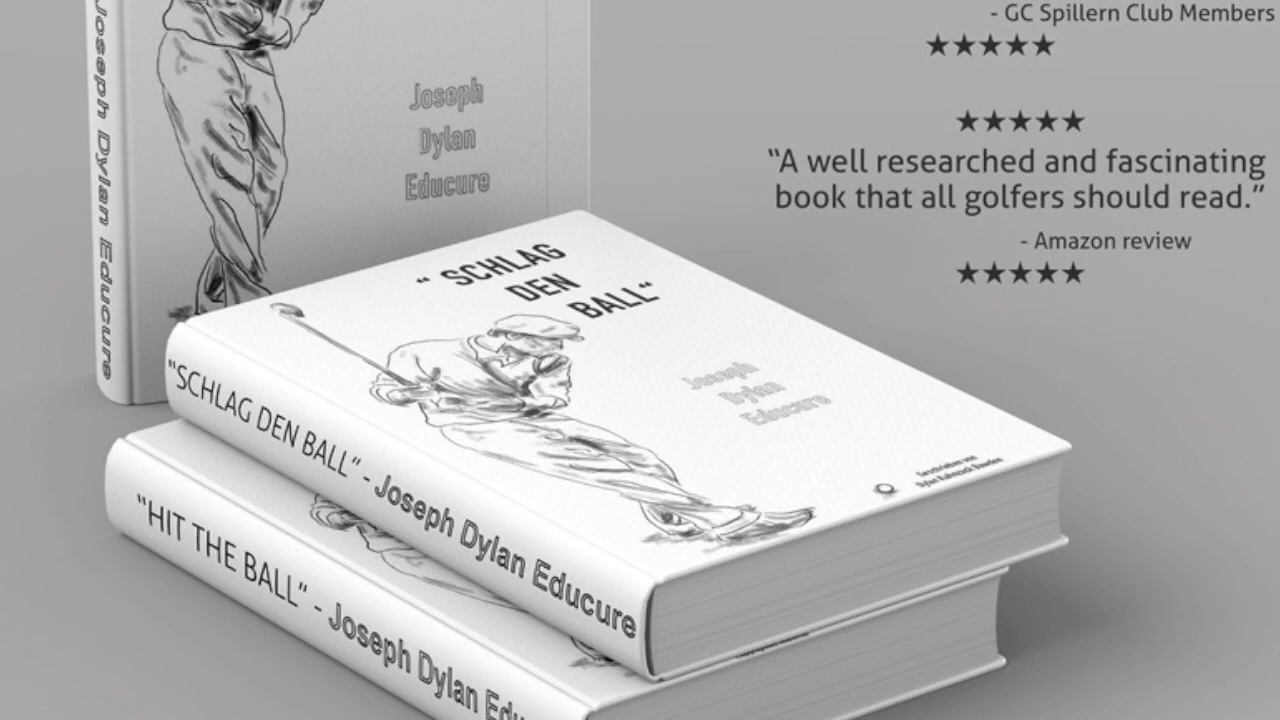 - GC Spillern Club Members
★★★★★
★★★★★
“A well researched and fascinating
book that all golfers should read.”
- Amazon review
★★★★★
Joseph Dylan Educure
Joseph
Dylan
Educure
“ SCHLAG
DEN
BALL“
Joseph
Dylan
Educure
Geschrieben von
"SCHLAG DEN BALL“ - Joseph Dylan Educure
"HIT THE BALL“ - Joseph Dylan